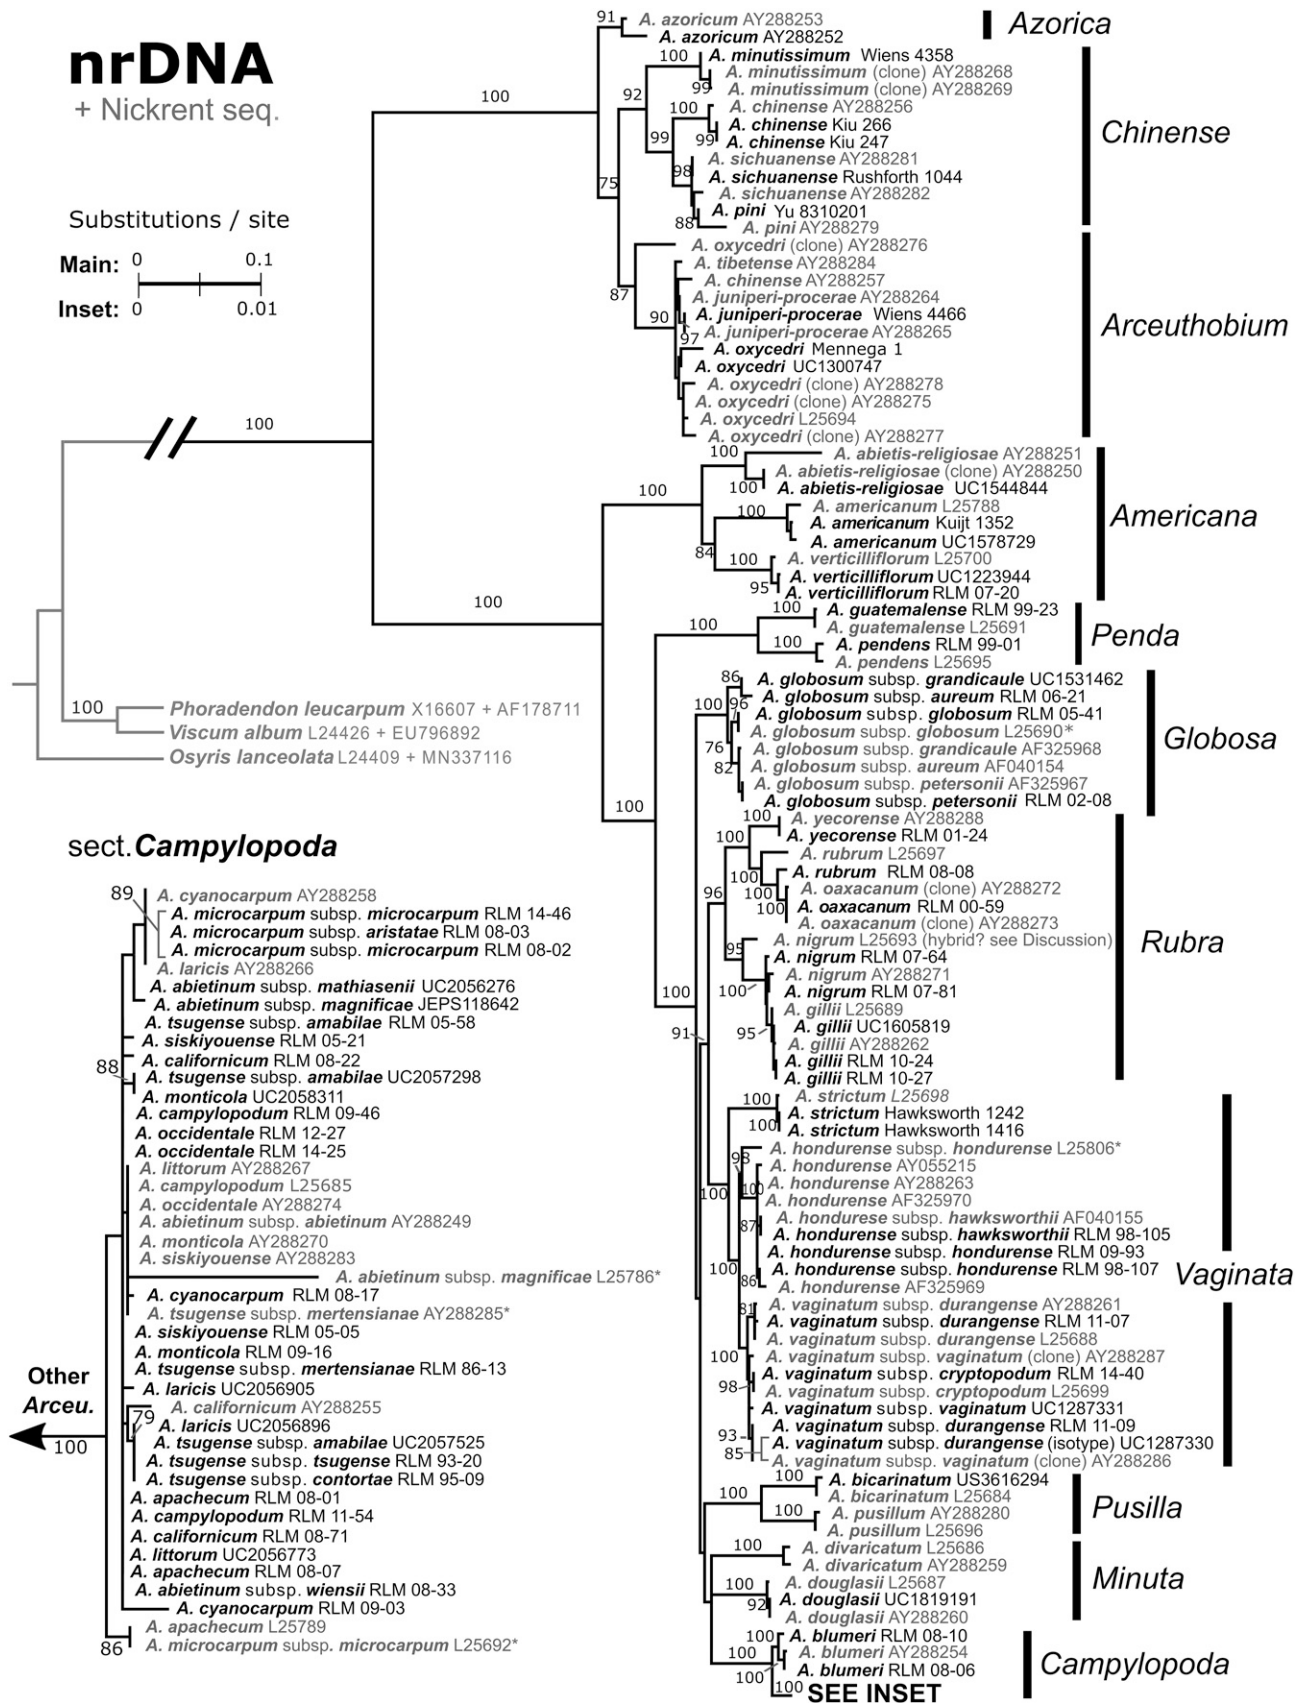 nrDNA
+ Nickrent seq.
Substitutions / site
Main: 0 0.1
Inset: 0 0.01
100
100
100
100
91
A. azoricum AY288253
A. azoricum AY288252
Azorica
100
A. minutissimum Wiens 4358
A. minutissimum (clone) AY288268
99
A. minutissimum (clone) AY288269
92
100
A. chinense AY288256
A. chinense Kiu 266
99
A. chinense Kiu 247
99
A. sichuanense AY288281
98
A. sichuanense Rushforth 1044
75
A. sichuanense AY288282
A. pini Yu 8310201
88
A. pini AY288279
Chinense
A. oxycedri (clone) AY288276
A. tibetense AY288284
A. chinense AY288257
87
A. juniperi-procerae AY288264
90
A. juniperi-procerae Wiens 4466
A. juniperi-procerae AY288265
97
A. oxycedri Mennega 1
A. oxycedri UC1300747
A. oxycedri (clone) AY288278
A. oxycedri (clone) AY288275
A. oxycedri L25694
A. oxycedri (clone) AY288277
Arceuthobium
100
A. abietis-religiosae AY288251
A. abietis-religiosae (clone) AY288250
100
A. abietis-religiosae UC1544844
100
A. americanum L25788
100
A. americanum Kuijt 1352
A. americanum UC1578729
84
100
A. verticilliflorum L25700
A. verticilliflorum UC1223944
95
A. verticilliflorum RLM 07-20
Americana
100
100
A. guatemalense RLM 99-23
A. guatemalense L25691
100
A. pendens RLM 99-01
A. pendens L25695
Penda
100
86
A. globosum subsp. grandicaule UC1531462
A. globosum subsp. aureum RLM 06-21
100
96
A. globosum subsp. globosum RLM 05-41
A. globosum subsp. globosum L25690*
76
A. globosum subsp. grandicaule AF325968
82
A. globosum subsp. aureum AF040154
A. globosum subsp. petersonii AF325967
A. globosum subsp. petersonii RLM 02-08
Globosa
100
A. yecorense AY288288
100
A. yecorense RLM 01-24
A. rubrum L25697
100
A. rubrum RLM 08-08
100
A. oaxacanum (clone) AY288272
100
A. oaxacanum RLM 00-59
96
A. oaxacanum (clone) AY288273
95
A. nigrum L25693 (hybrid? see Discussion)
A. nigrum RLM 07-64
A. nigrum AY288271
100
A. nigrum RLM 07-81
100
A. gillii L25689
91
95
A. gillii UC1605819
A. gillii AY288262
A. gillii RLM 10-24
A. gillii RLM 10-27
Rubra
100
A. strictum L25698
100
A. strictum Hawksworth 1242
A. strictum Hawksworth 1416
98
A. hondurense subsp. hondurense L25806*
A. hondurense AY055215
100
100
A. hondurense AY288263
A. hondurense AF325970
87
A. hondurese subsp. hawksworthii AF040155
A. hondurense subsp. hawksworthii RLM 98-105
A. hondurense subsp. hondurense RLM 09-93
100
86
A. hondurense subsp. hondurense RLM 98-107
A. hondurense AF325969
81
A. vaginatum subsp. durangense AY288261
A. vaginatum subsp. durangense RLM 11-07
A. vaginatum subsp. durangense L25688
100
A. vaginatum subsp. vaginatum (clone) AY288287
98
A. vaginatum subsp. cryptopodum RLM 14-40
A. vaginatum subsp. cryptopodum L25699
A. vaginatum subsp. vaginatum UC1287331
93
A. vaginatum subsp. durangense RLM 11-09
85
A. vaginatum subsp. durangense (isotype) UC1287330
A. vaginatum subsp. vaginatum (clone) AY288286
Vaginata
100
100
A. bicarinatum US3616294
A. bicarinatum L25684
100
A. pusillum AY288280
A. pusillum L25696
Pusilla
100
A. divaricatum L25686
A. divaricatum AY288259
100
A. douglasii L25687
92
A. douglasii UC1819191
A. douglasii AY288260
Minuta
100
100
A. blumeri RLM 08-10
A. blumeri AY288254
100
A. blumeri RLM 08-06
100
SEE INSET
Campylopoda
100
Phoradendon leucarpum X16607 + AF178711
Viscum album L24426 + EU796892
Osyris lanceolata L24409 + MN337116
sect. Campylopoda
89
A. cyanocarpum AY288258
A. microcarpum subsp. microcarpum RLM 14-46
A. microcarpum subsp. aristatae RLM 08-03
A. microcarpum subsp. microcarpum RLM 08-02
A. laricis AY288266
A. abietinum subsp. mathiasenii UC2056276
A. abietinum subsp. magnificae JEPS118642
A. tsugense subsp. amabilae RLM 05-58
A. siskiyouense RLM 05-21
A. californicum RLM 08-22
88
A. tsugense subsp. amabilae UC2057298
A. monticola UC2058311
A. campylopodum RLM 09-46
A. occidentale RLM 12-27
A. occidentale RLM 14-25
A. littorum AY288267
A. campylopodum L25685
A. occidentale AY288274
A. abietinum subsp. abietinum AY288249
A. monticola AY288270
A. siskiyouense AY288283
A. abietinum subsp. magnificae L25786*
A. cyanocarpum RLM 08-17
A. tsugense subsp. mertensianae AY288285*
A. siskiyouense RLM 05-05
A. monticola RLM 09-16
A. tsugense subsp. mertensianae RLM 86-13
A. laricis UC2056905
A. californicum AY288255
79
A. laricis UC2056896
A. tsugense subsp. amabilae UC2057525
A. tsugense subsp. tsugense RLM 93-20
A. tsugense subsp. contortae RLM 95-09
A. apachecum RLM 08-01
A. campylopodum RLM 11-54
A. californicum RLM 08-71
A. littorum UC2056773
A. apachecum RLM 08-07
A. abietinum subsp. wiensii RLM 08-33
A. cyanocarpum RLM 09-03
A. apachecum L25789
86
A. microcarpum subsp. microcarpum L25692*
Other
Arceu.
100